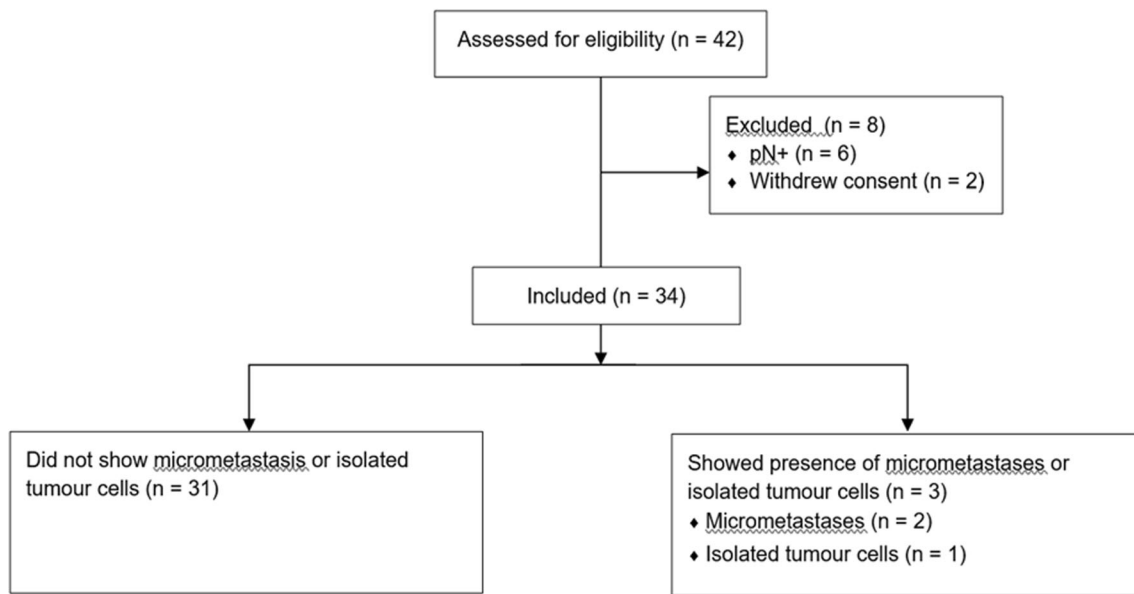 Assessed for eligibility (n = 42)
Excluded (n = 8)
♦ pN+ (n = 6)
♦ Withdrew consent (n = 2)
Included (n = 34)
Did not show micrometastasis or isolated
tumour cells (n = 31)
Showed presence of micrometastases or
isolated tumour cells (n = 3)
♦ Micrometastases (n = 2)
♦ Isolated tumour cells (n = 1)